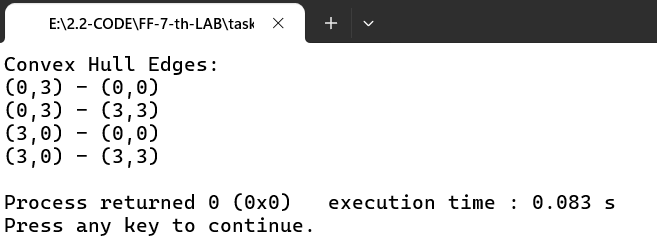 E:\2.2-CODE\FF-7-th-LAB\task
Convex Hull Edges:
(0,3) - (0,0)
(0,3) - (3,3)
(3,0) - (0,0)
(3,0) - (3,3)
Process returned 0 (0x0)   execution time : 0.083 s
Press any key to continue.